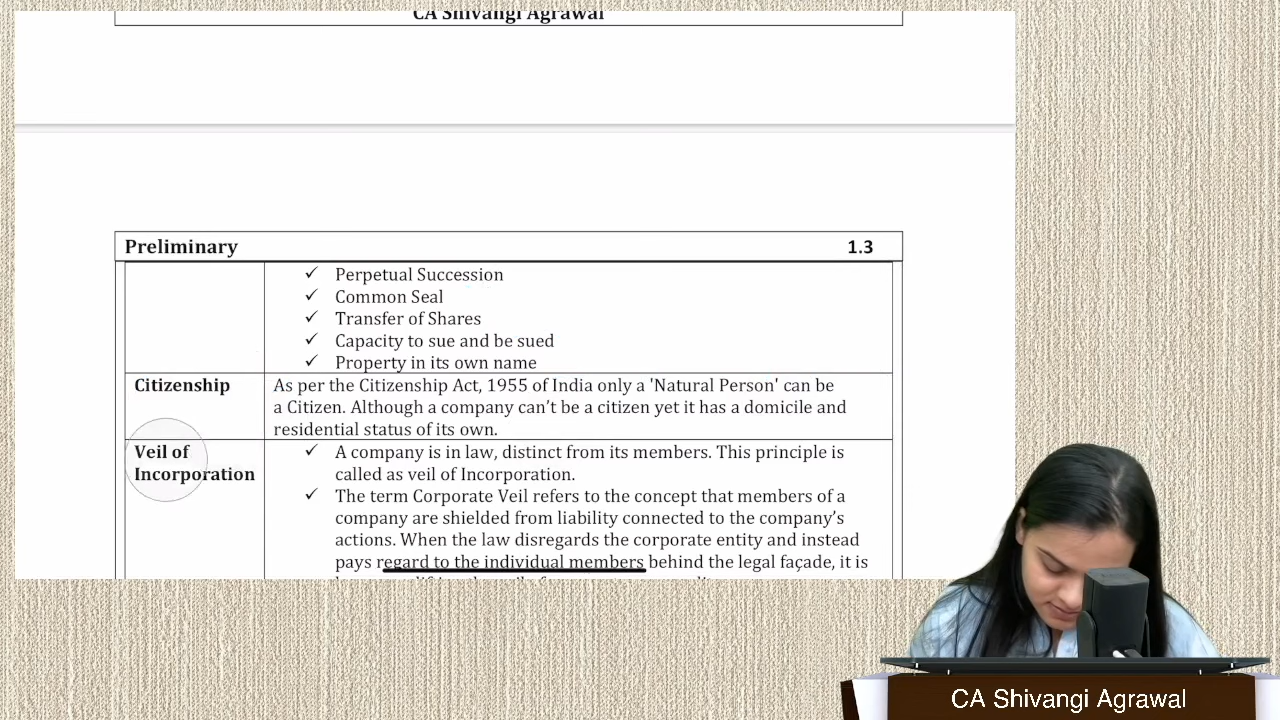 CA Shivangi Agrawal
Preliminary 1.3
✓ Perpetual Succession
✓ Common Seal
✓ Transfer of Shares
✓ Capacity to sue and be sued
✓ Property in its own name
Citizenship
As per the Citizenship Act, 1955 of India only a 'Natural Person' can be
a Citizen. Although a company can’t be a citizen yet it has a domicile and
residential status of its own.
Veil of
Incorporation
✓ A company is in law, distinct from its members. This principle is
called as veil of Incorporation.
✓ The term Corporate Veil refers to the concept that members of a
company are shielded from liability connected to the company’s
actions. When the law disregards the corporate entity and instead
pays regard to the individual members behind the legal façade, it is
CA Shivangi Agrawal